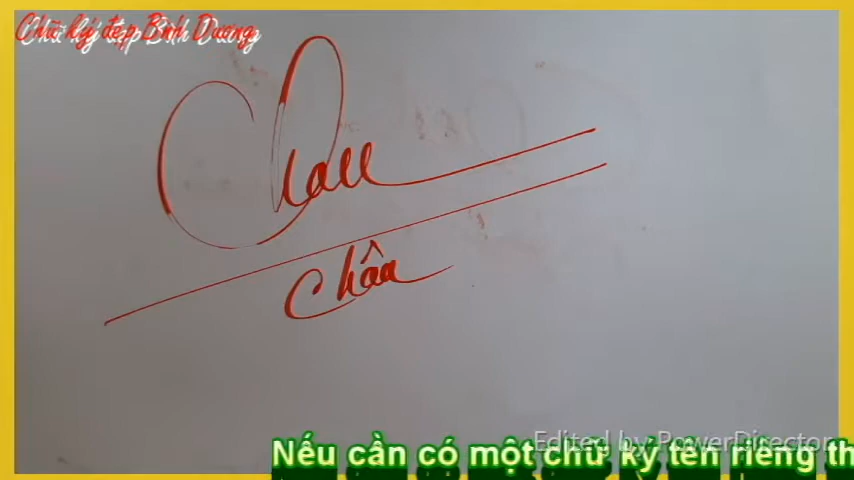 Chữ ký đẹp Bình Dương
Chau
Châu
Edited by PowerDirector
Nếu cần có một chữ ký tên riêng th